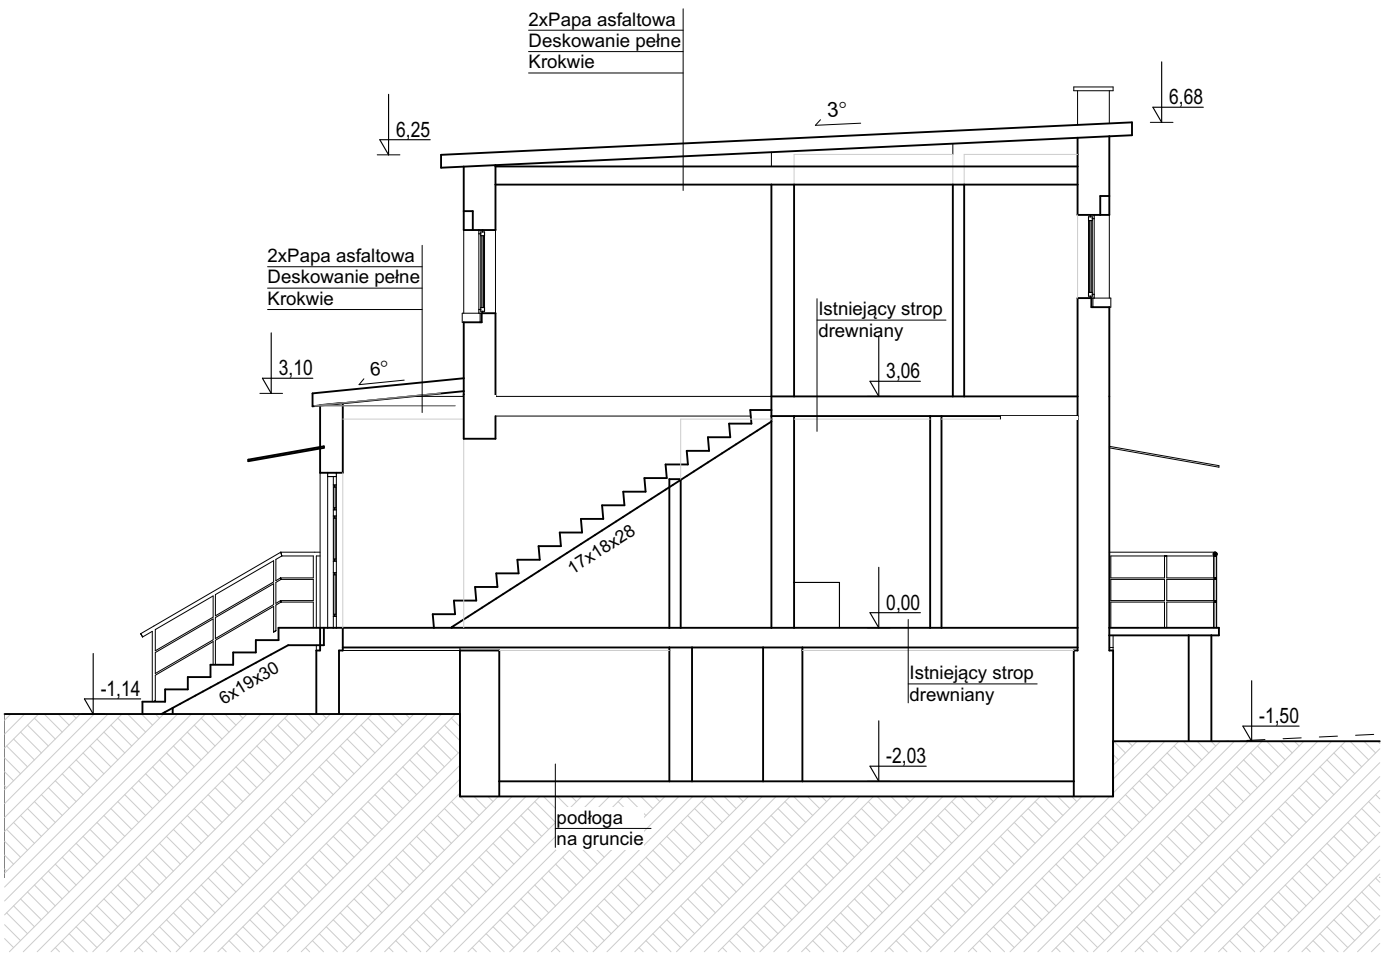 2xPapa asfaltowa
Deskowanie pełne
Krokwie
6,68
3°
6,25
2xPapa asfaltowa
Deskowanie pełne
Krokwie
Istniejący strop
drewniany
3,10
6°
3,06
17x18x28
0,00
Istniejący strop
drewniany
6x19x30
-1,14
-1,50
-2,03
podłoga
na gruncie